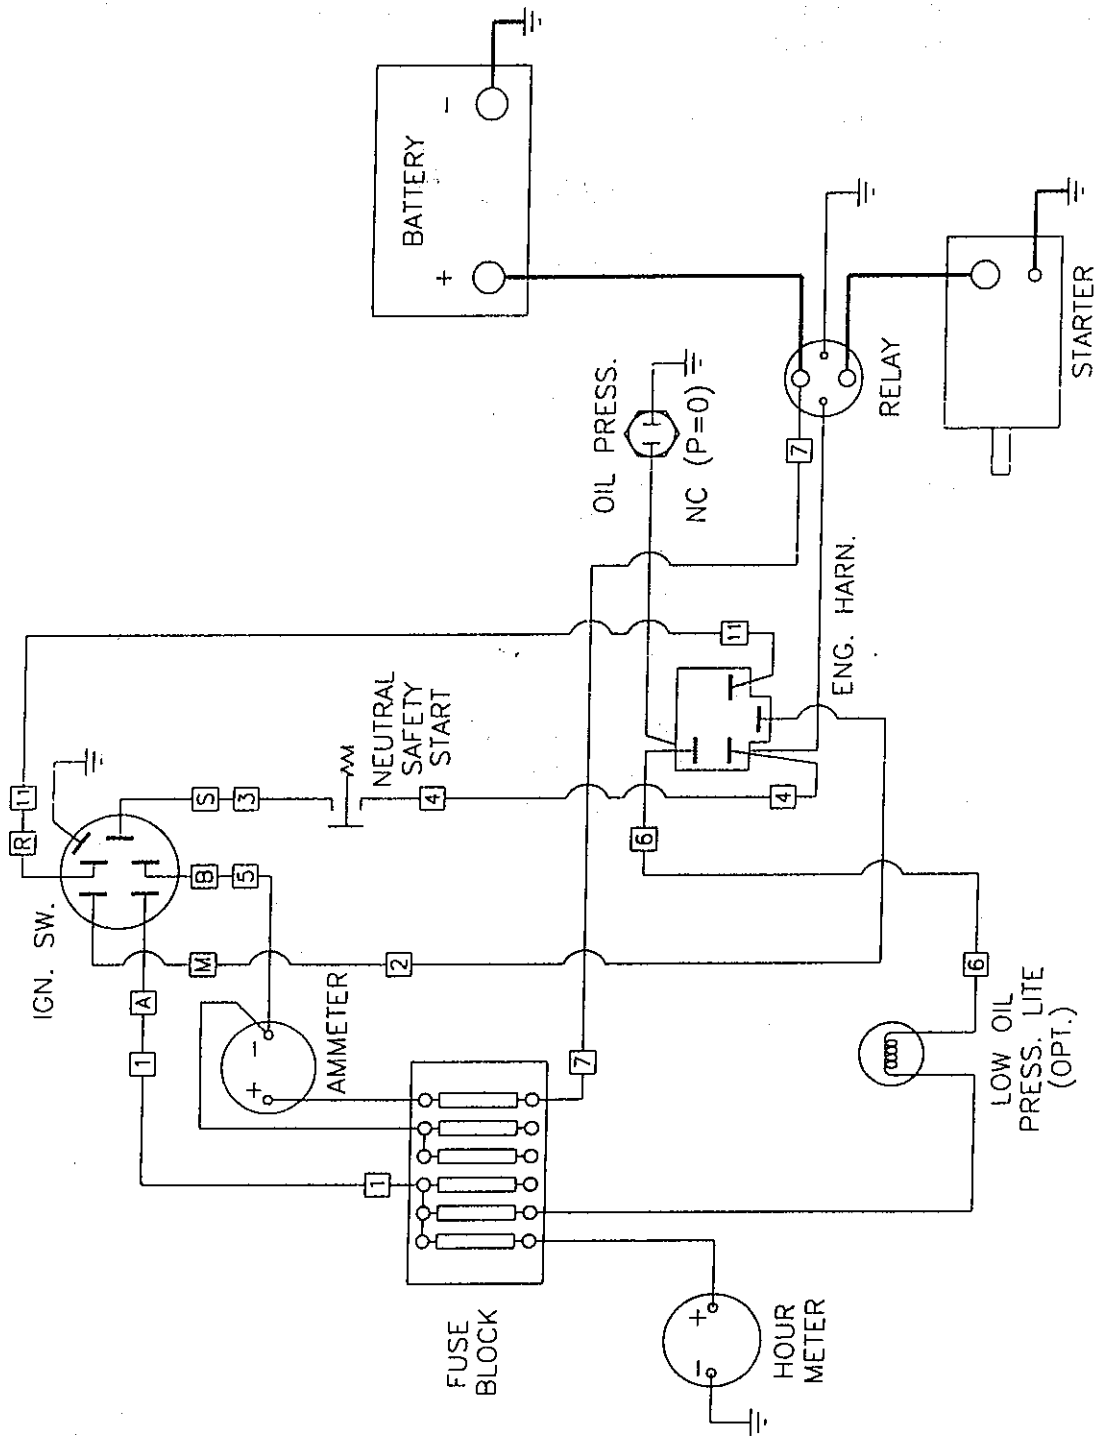 R
11
IGN. SW.
1
A
M
B
S
5
3
+ -
AMMETER
1
2
4
NEUTRAL
SAFETY
START
BATTERY
+ -
FUSE
BLOCK
7
OIL PRESS.
NC (P=0)
6
- +
HOUR
METER
11
4
7
ENG. HARN.
RELAY
6
LOW OIL
PRESS. LITE
(OPT.)
STARTER